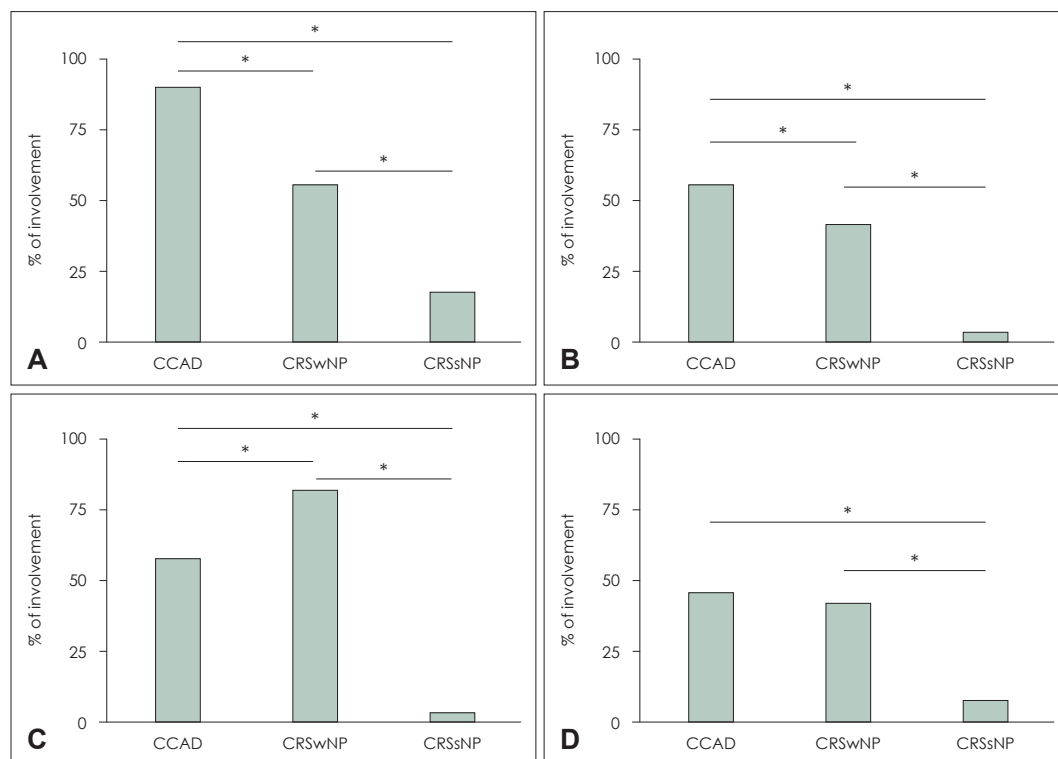 *
*
*
100
75
50
25
0
% of involvement
CCAD
CRSwNP
CRSsNP
A
*
*
*
100
75
50
25
0
% of involvement
CCAD
CRSwNP
CRSsNP
B
*
*
*
100
75
50
25
0
% of involvement
CCAD
CRSwNP
CRSsNP
C
*
*
100
75
50
25
0
% of involvement
CCAD
CRSwNP
CRSsNP
D